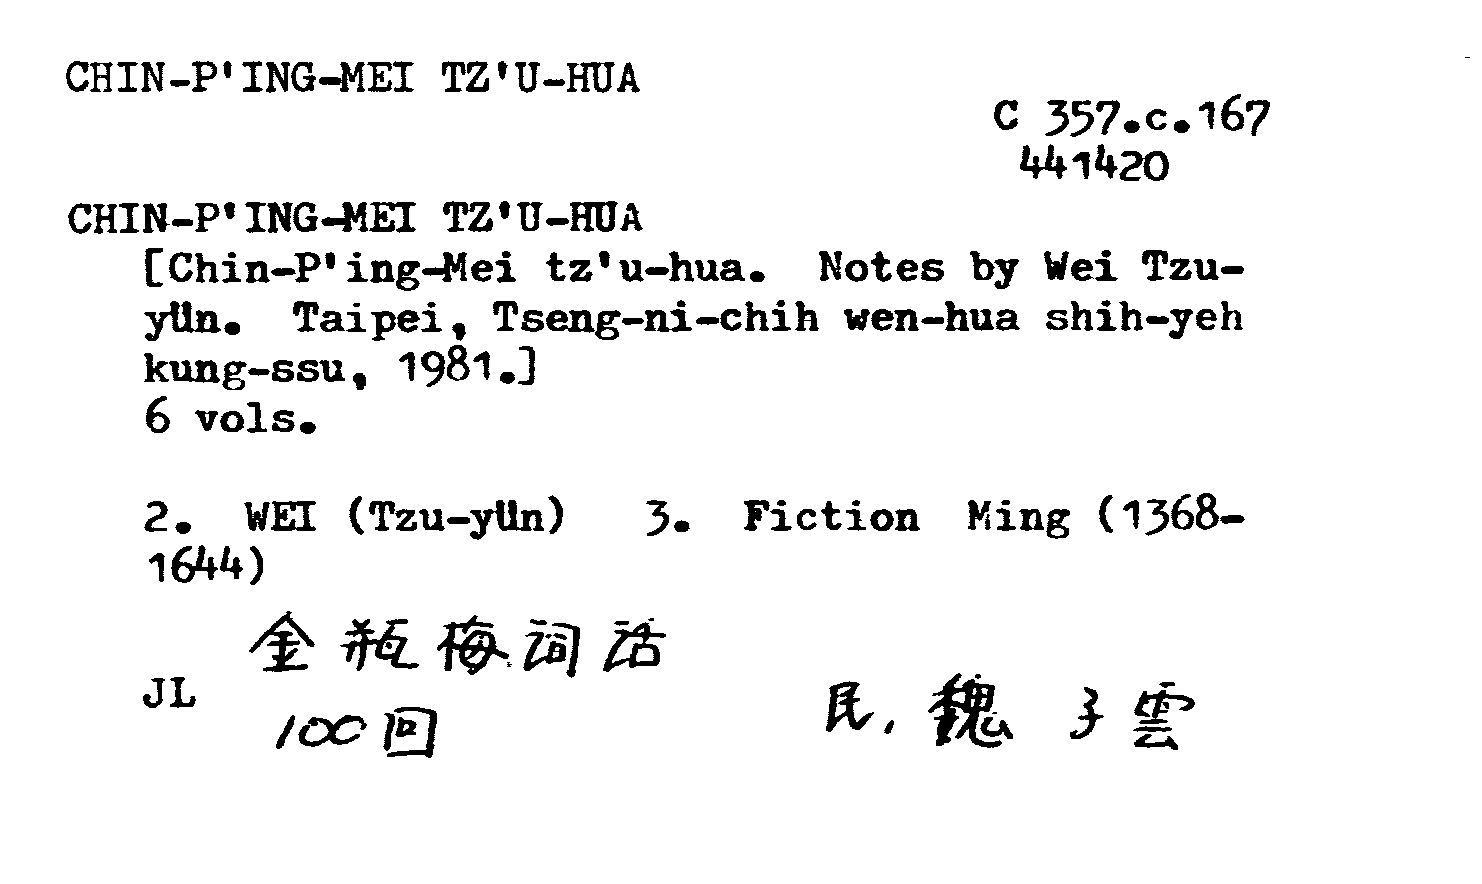 CHIN-P'ING-MEI TZ'U-HUA
C 357.c.167
441420
CHIN-P'ING-MEI TZ'U-HUA
[Chin-P'ing-Mei tz'u-hua. Notes by Wei Tzu-
yün. Taipei, Tseng-ni-chih wen-hua shih-yeh
kung-ssu, 1981.]
6 vols.
2. WEI (Tzu-yün) 3. Fiction Ming (1368-
1644)
金瓶梅词话
JL
100回
民, 魏子雲